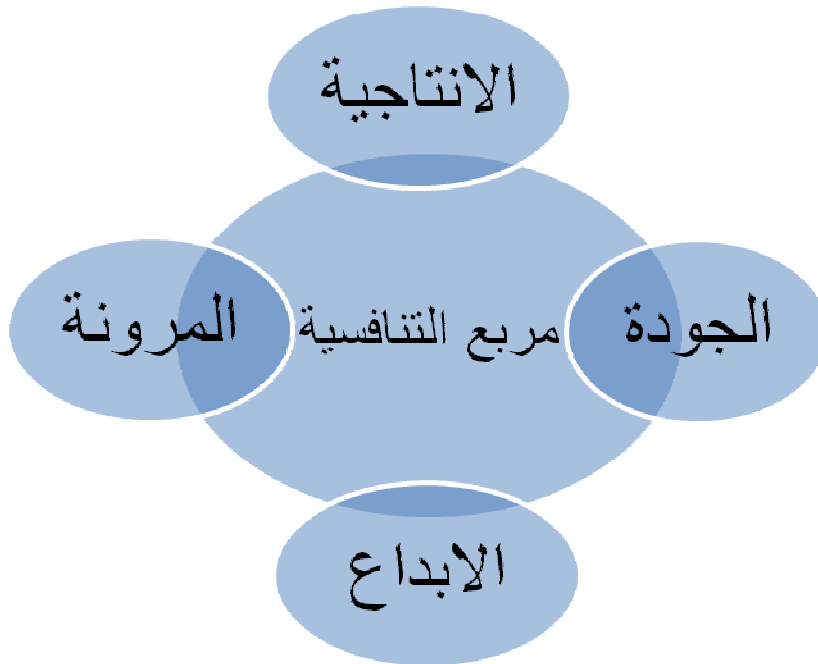 الانتاجية
الجودة
مربع التنافسية
المرونة
الابداع